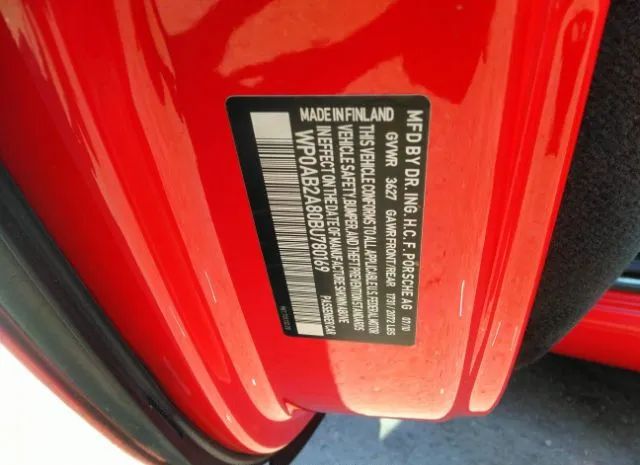 MFD BY DR. ING. H.C. F. PORSCHE AG 07/10
GVWR 3627 GAWR FRONT/REAR 1731/2072 LBS
THIS VEHICLE CONFORMS TO ALL APPLICABLE U.S. FEDERAL MOTOR
VEHICLE SAFETY, BUMPER, AND THEFT PREVENTION STANDARDS
IN EFFECT ON THE DATE OF MANUFACTURE SHOWN ABOVE
WP0AB2A80BU780169 PASSENGER CAR
MADE IN FINLAND